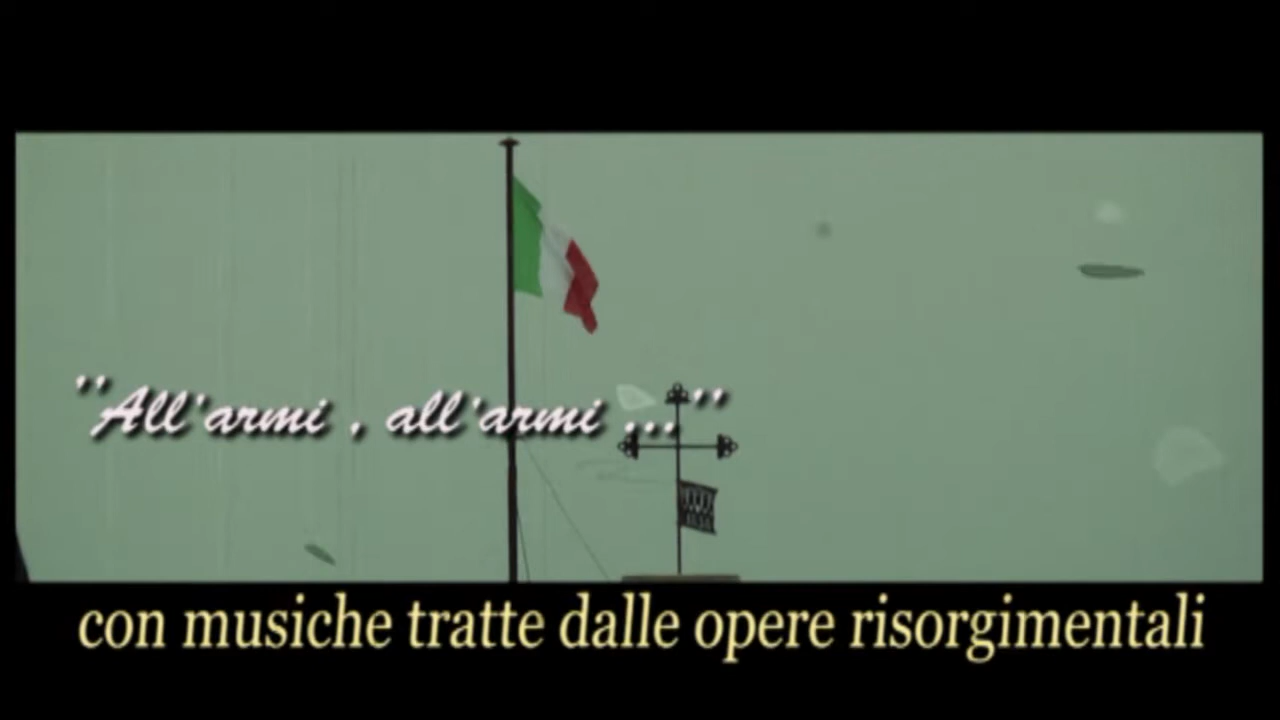 "All'armi , all'armi ..."
con musiche tratte dalle opere risorgimentali